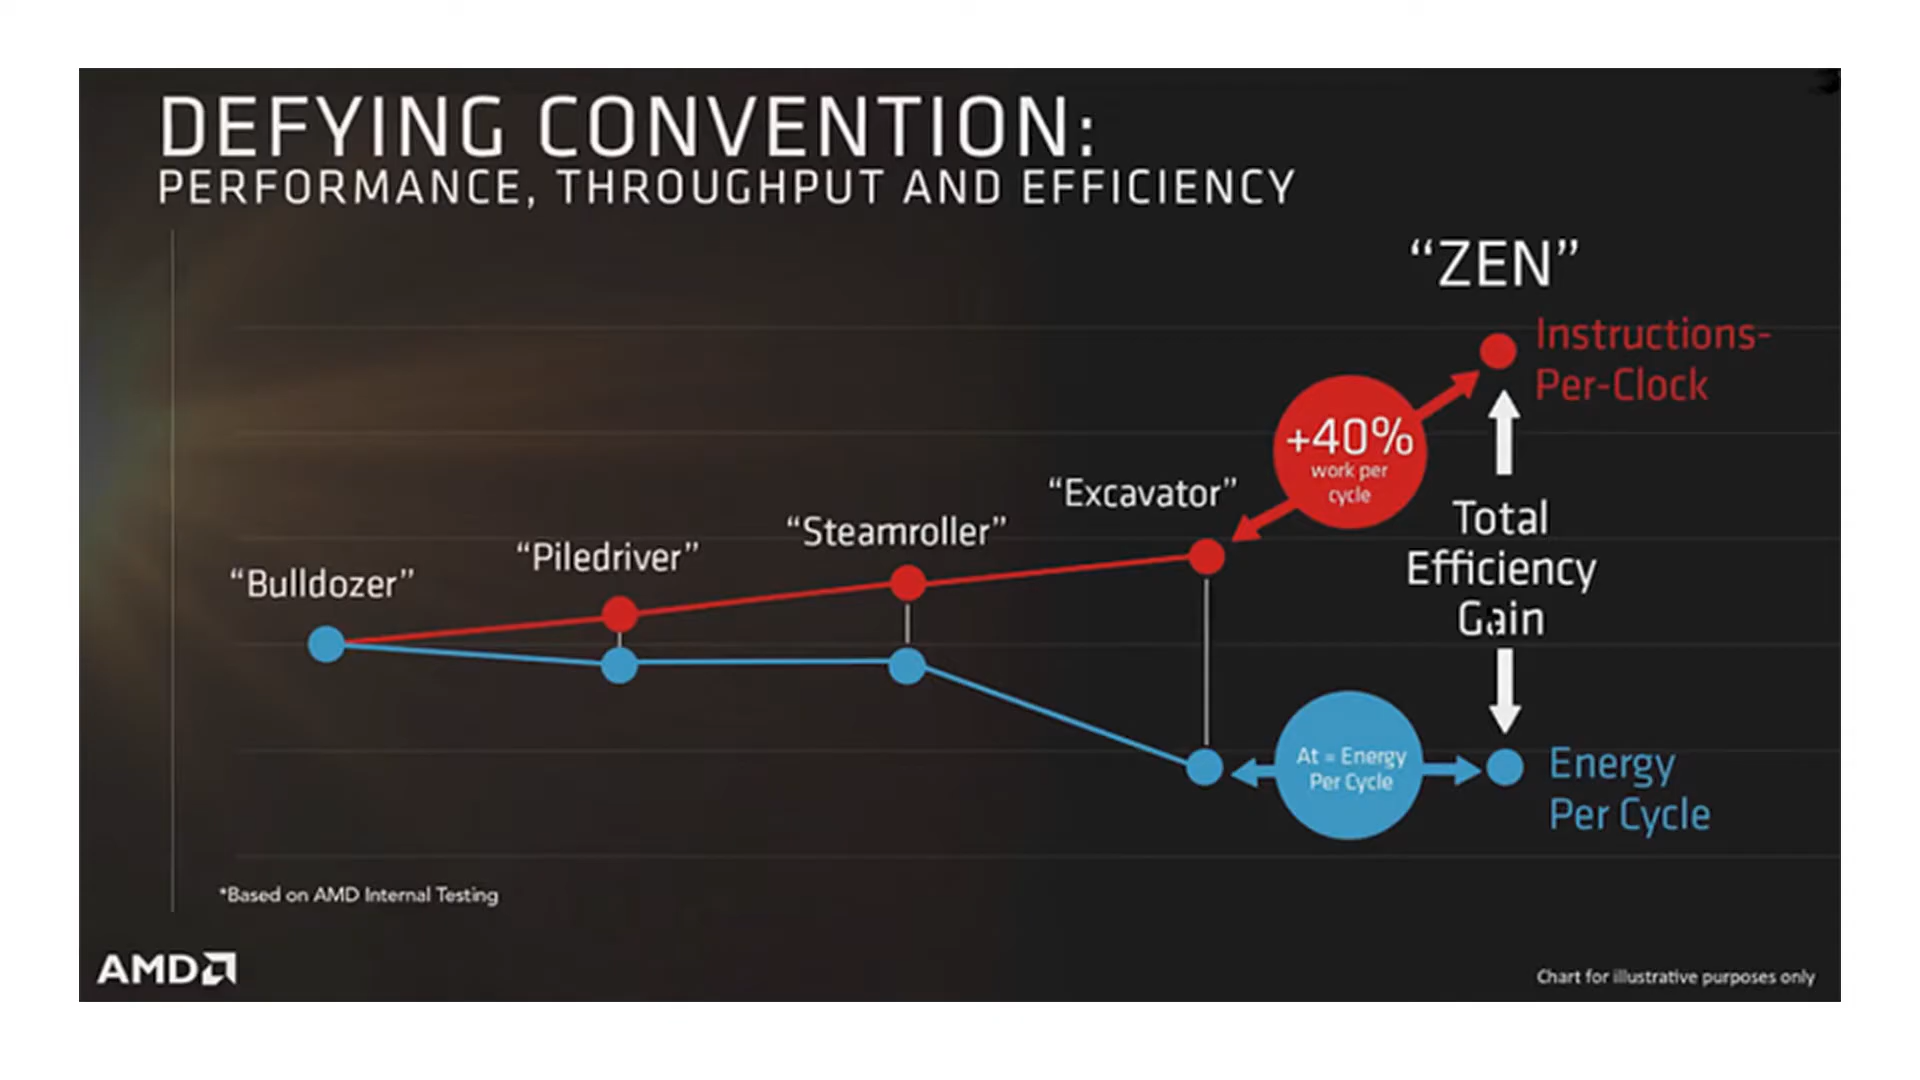 DEFYING CONVENTION:
PERFORMANCE, THROUGHPUT AND EFFICIENCY
“ZEN”
Instructions-
Per-Clock
+40%
work per
cycle
“Excavator”
“Steamroller”
“Piledriver”
“Bulldozer”
Total
Efficiency
Gain
At = Energy
Per Cycle
Energy
Per Cycle
*Based on AMD Internal Testing
AMD
Chart for illustrative purposes only